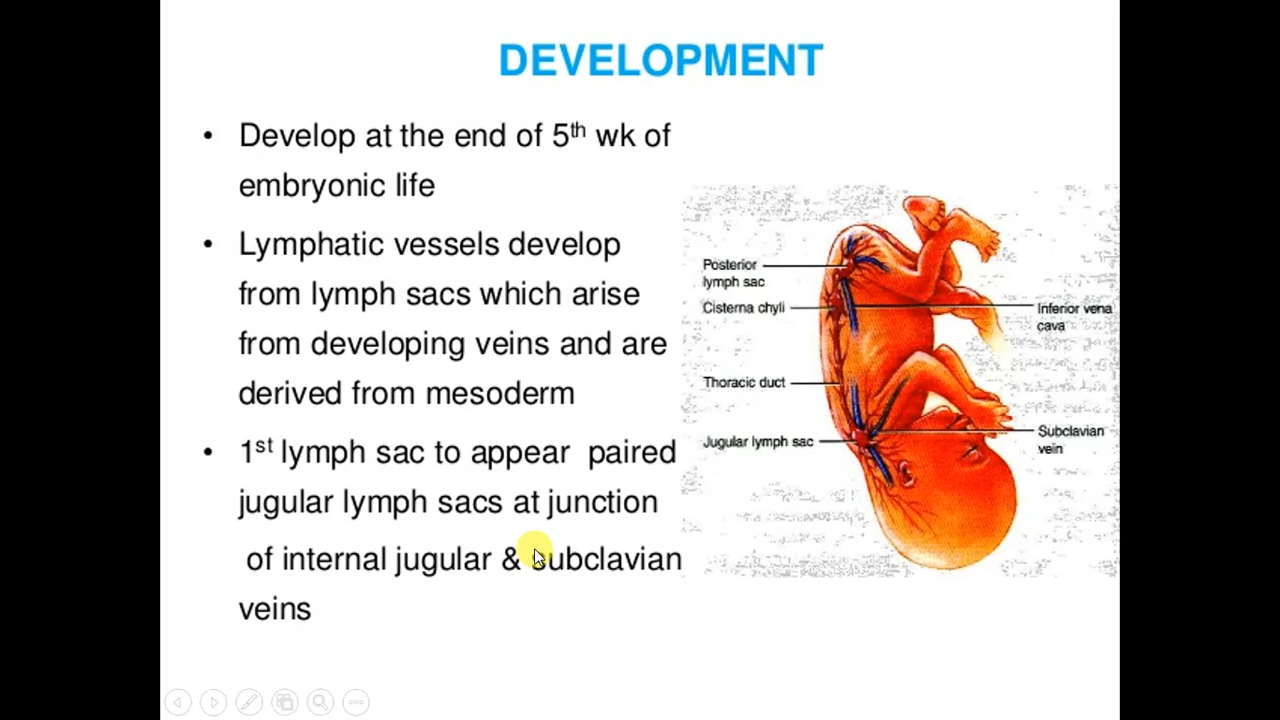 DEVELOPMENT
• Develop at the end of 5th wk of
embryonic life
• Lymphatic vessels develop
from lymph sacs which arise
from developing veins and are
derived from mesoderm
• 1st lymph sac to appear paired
jugular lymph sacs at junction
of internal jugular & subclavian
veins
Posterior
lymph sac
Cisterna chyli
Thoracic duct
Jugular lymph sac
Inferior vena
cava
Subclavian
vein